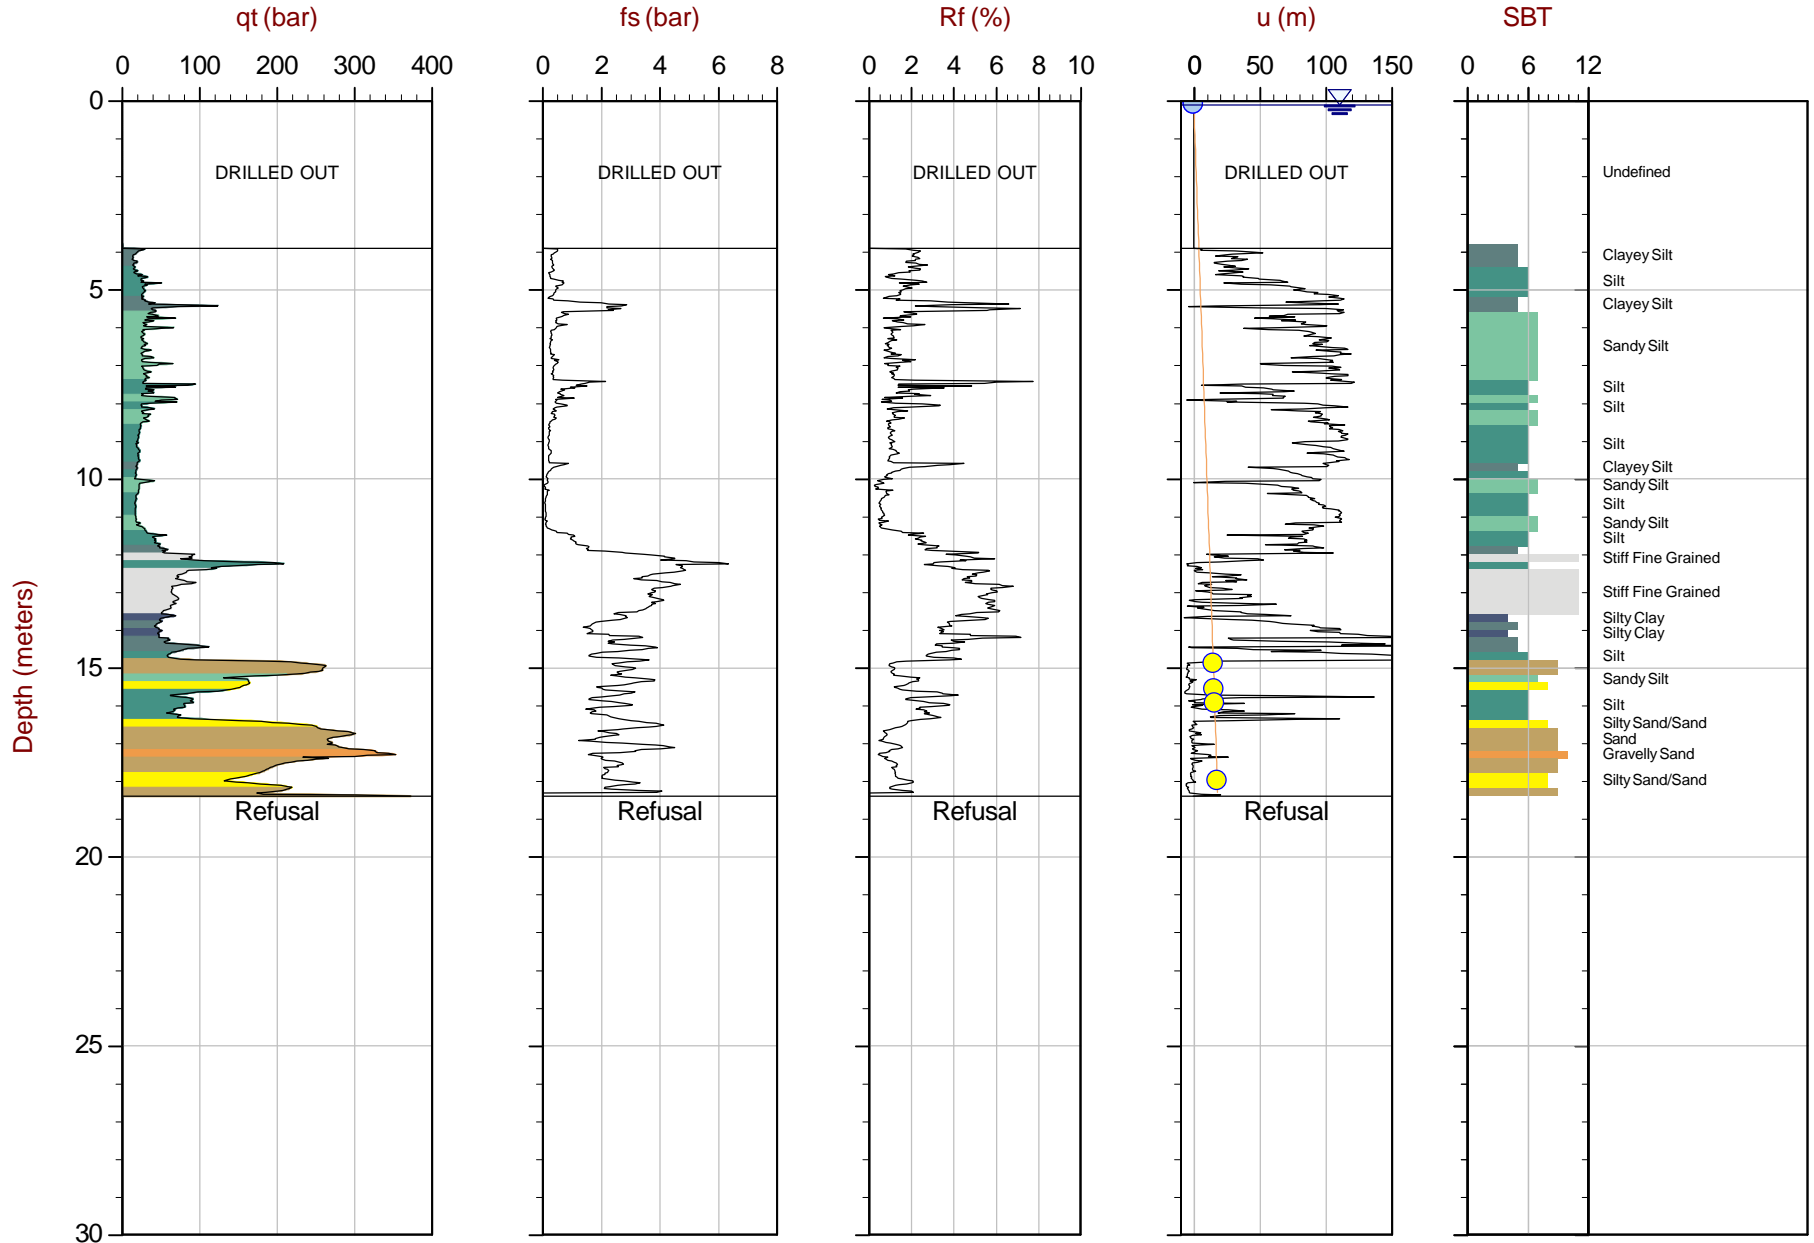 qt (bar) fs (bar) Rf (%) u (m) SBT
0 100 200 300 400 0 2 4 6 8 0 2 4 6 8 10 0 50 100 150 0 6 12
0
DRILLED OUT DRILLED OUT DRILLED OUT DRILLED OUT Undefined
Clayey Silt
Silt
5
Clayey Silt
Sandy Silt
Silt
Silt
Silt
Clayey Silt
10
Sandy Silt
Silt
Sandy Silt
Silt
Stiff Fine Grained
Stiff Fine Grained
Silty Clay
Silty Clay
Silt
15
Sandy Silt
Silt
Silty Sand/Sand
Sand
Gravelly Sand
Silty Sand/Sand
Refusal Refusal Refusal Refusal
20
25
30
Depth (meters)